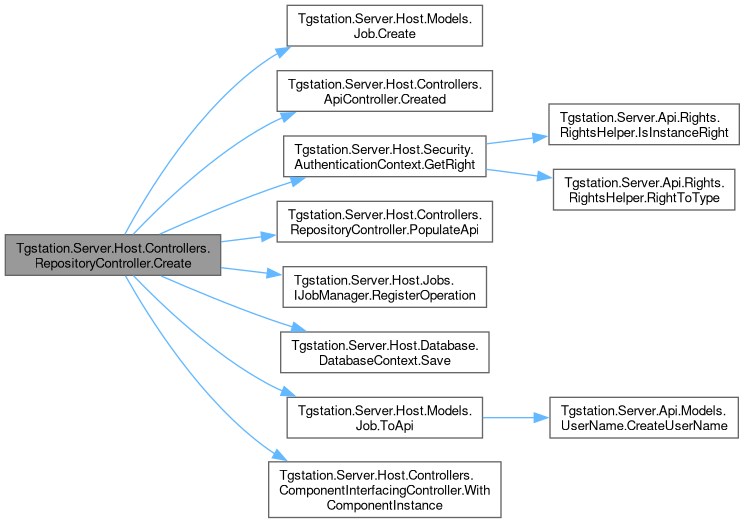 Tgstation.Server.Host.Controllers.
RepositoryController.Create
Tgstation.Server.Host.Models.
Job.Create
Tgstation.Server.Host.Controllers.
ApiController.Created
Tgstation.Server.Host.Security.
AuthenticationContext.GetRight
Tgstation.Server.Api.Rights.
RightsHelper.IsInstanceRight
Tgstation.Server.Api.Rights.
RightsHelper.RightToType
Tgstation.Server.Host.Controllers.
RepositoryController.PopulateApi
Tgstation.Server.Host.Jobs.
IJobManager.RegisterOperation
Tgstation.Server.Host.Database.
DatabaseContext.Save
Tgstation.Server.Host.Models.
Job.ToApi
Tgstation.Server.Api.Models.
UserName.CreateUserName
Tgstation.Server.Host.Controllers.
ComponentInterfacingController.With
ComponentInstance